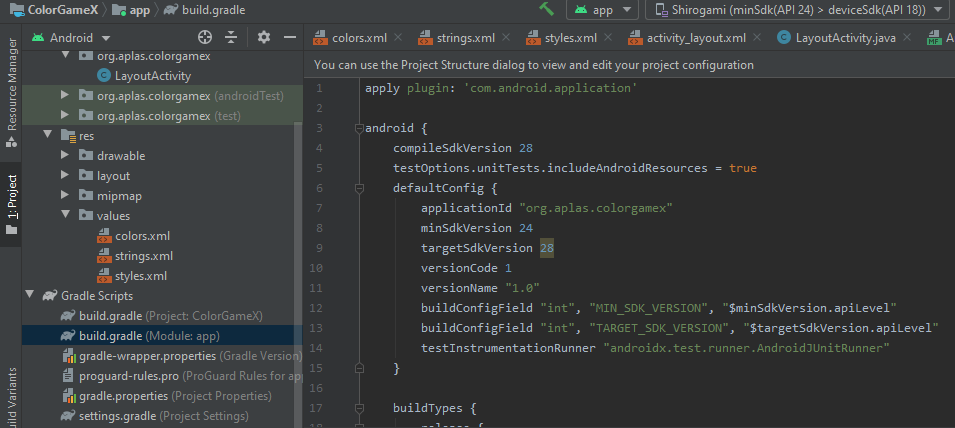 ColorGameX app build.gradle
app Shirogami (minSdk(API 24) > deviceSdk(API 18))
Android
colors.xml strings.xml styles.xml activity_layout.xml LayoutActivity.java A
You can use the Project Structure dialog to view and edit your project configuration
Resource Manager
1: Project
org.aplas.colorgamex
LayoutActivity
org.aplas.colorgamex (androidTest)
org.aplas.colorgamex (test)
res
drawable
layout
mipmap
values
colors.xml
strings.xml
styles.xml
Gradle Scripts
build.gradle (Project: ColorGameX)
build.gradle (Module: app)
gradle-wrapper.properties (Gradle Version)
proguard-rules.pro (ProGuard Rules for app
gradle.properties (Project Properties)
settings.gradle (Project Settings)
1 apply plugin: 'com.android.application'
2
3 android {
4 compileSdkVersion 28
5 testOptions.unitTests.includeAndroidResources = true
6 defaultConfig {
7 applicationId "org.aplas.colorgamex"
8 minSdkVersion 24
9 targetSdkVersion 28
10 versionCode 1
11 versionName "1.0"
12 buildConfigField "int", "MIN_SDK_VERSION", "$minSdkVersion.apiLevel"
13 buildConfigField "int", "TARGET_SDK_VERSION", "$targetSdkVersion.apiLevel"
14 testInstrumentationRunner "androidx.test.runner.AndroidJUnitRunner"
15 }
16
17 buildTypes {